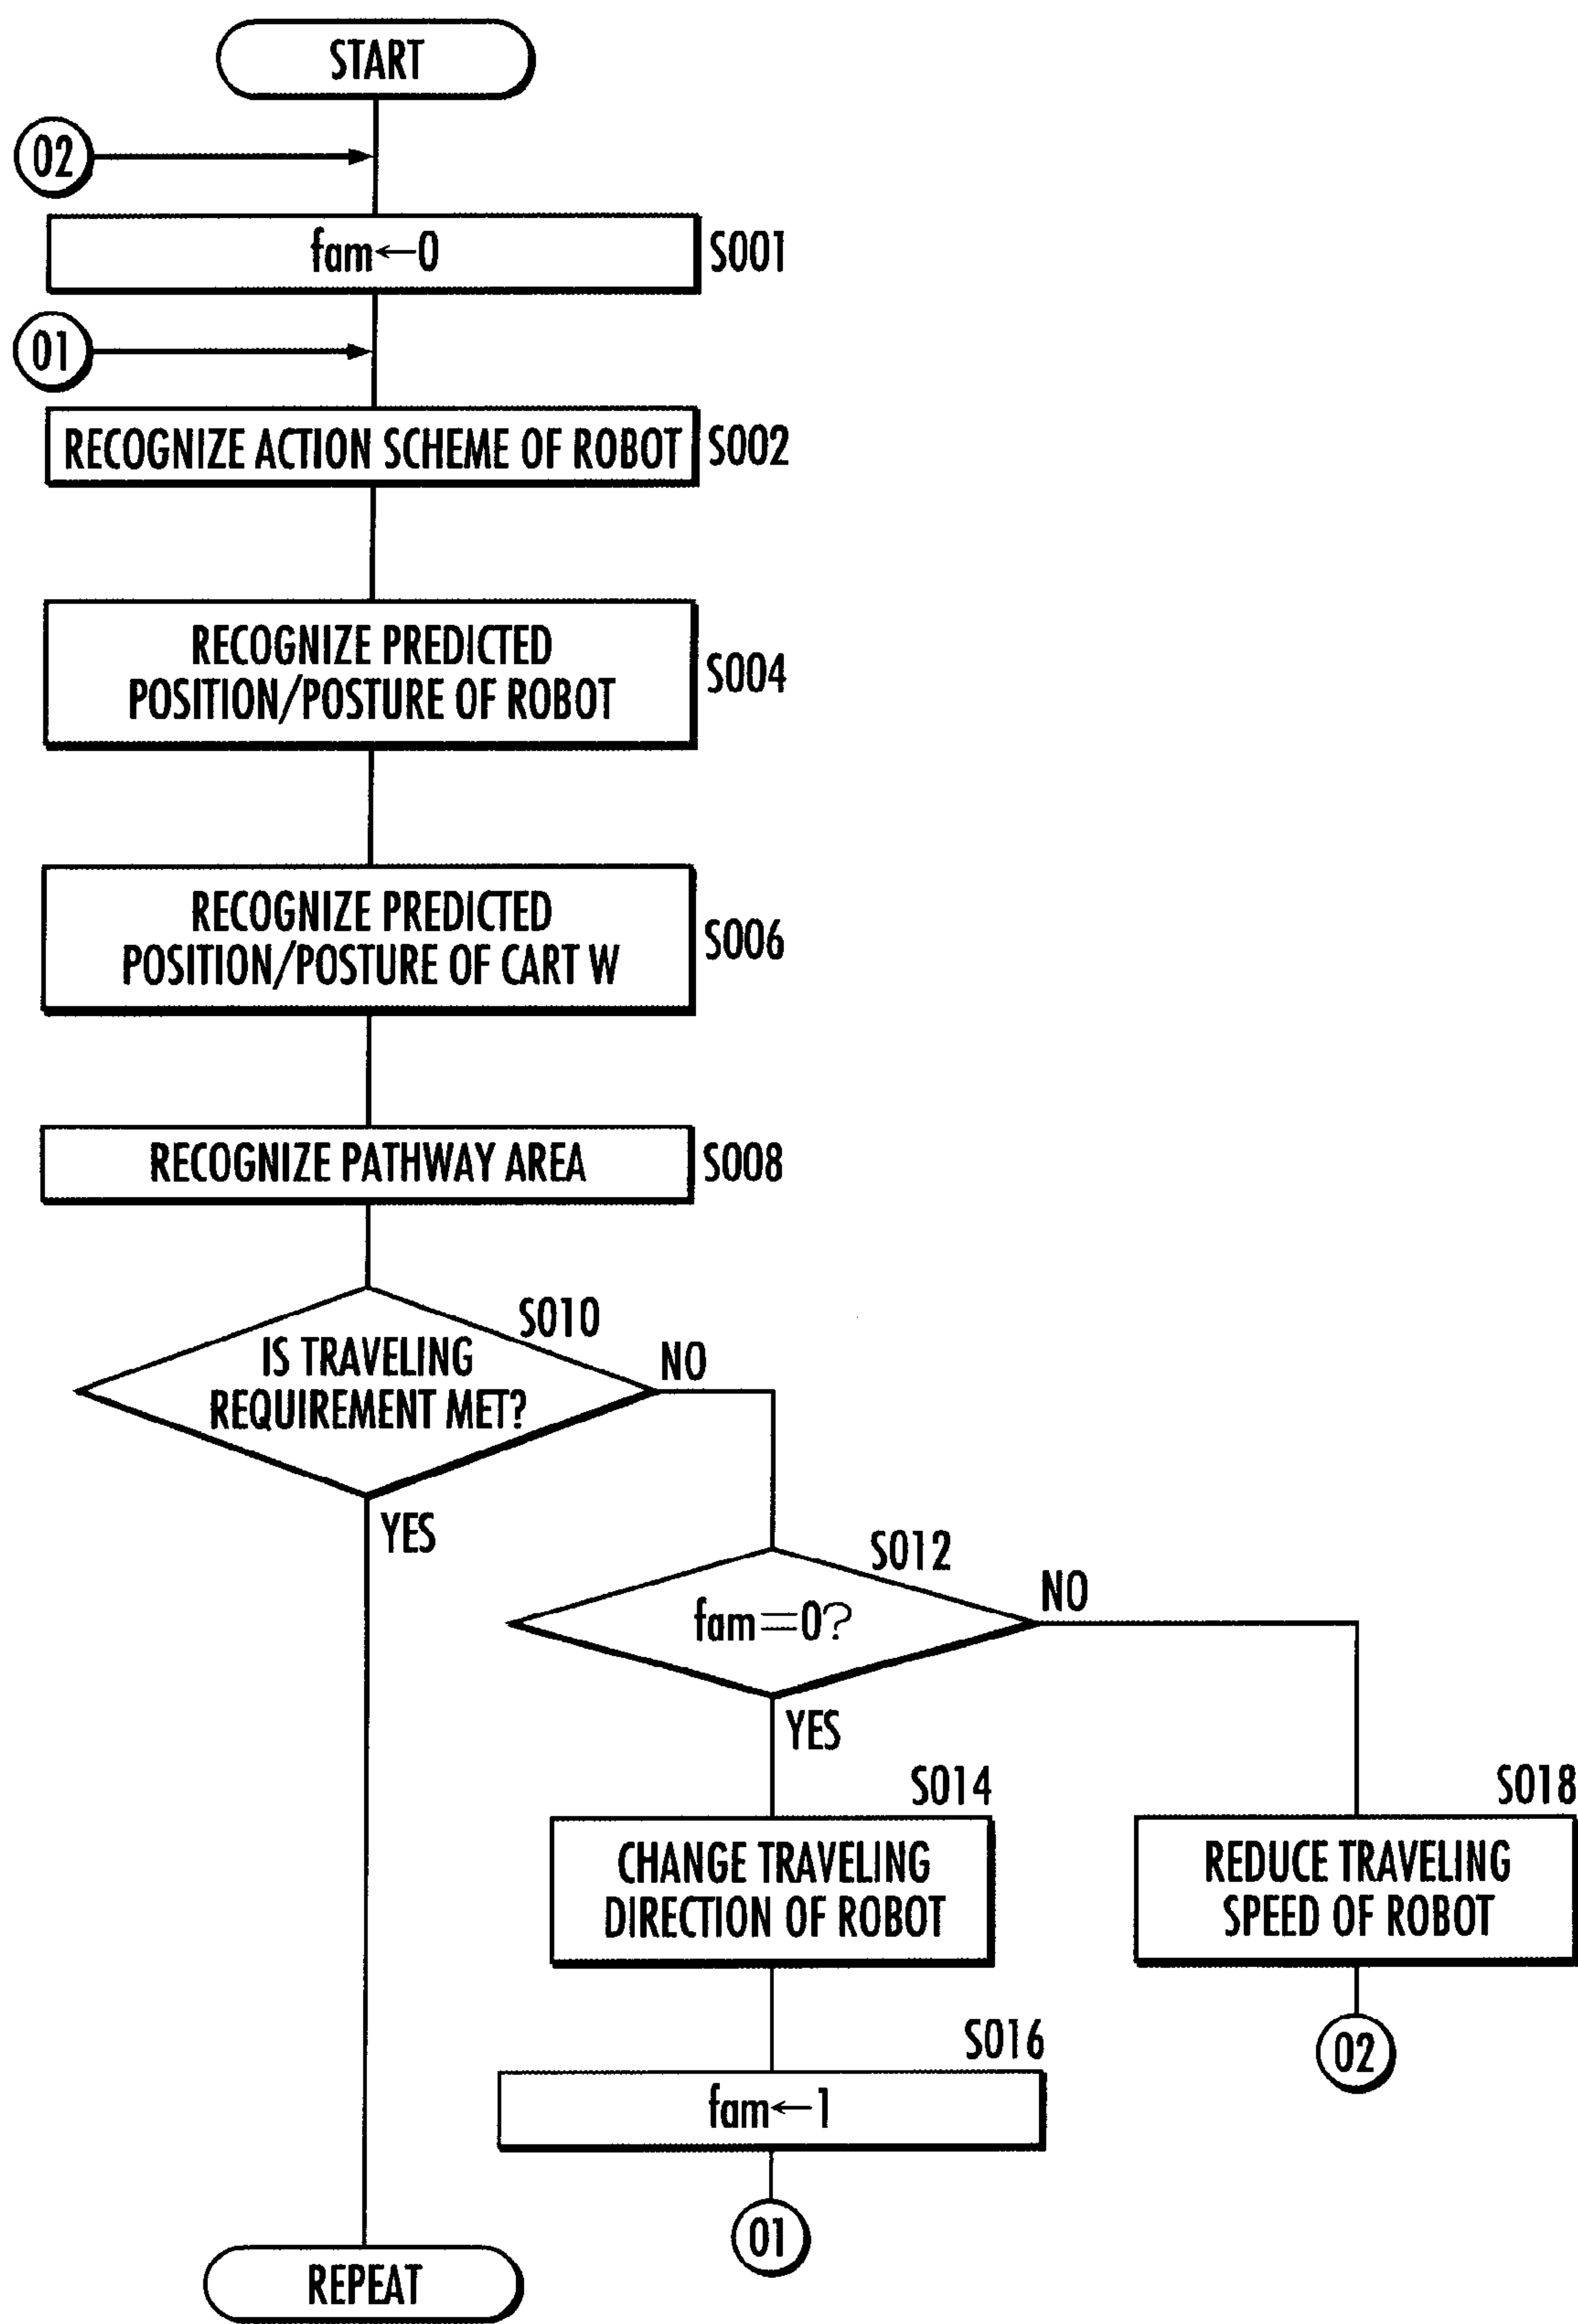 START
02
fam←0
S001
01
RECOGNIZE ACTION SCHEME OF ROBOT
S002
RECOGNIZE PREDICTED
POSITION/POSTURE OF ROBOT
S004
RECOGNIZE PREDICTED
POSITION/POSTURE OF CART W
S006
RECOGNIZE PATHWAY AREA
S008
S010
IS TRAVELING
REQUIREMENT MET?
NO
YES
S012
fam=0?
NO
YES
S014
CHANGE TRAVELING
DIRECTION OF ROBOT
S018
REDUCE TRAVELING
SPEED OF ROBOT
S016
fam←1
02
01
REPEAT